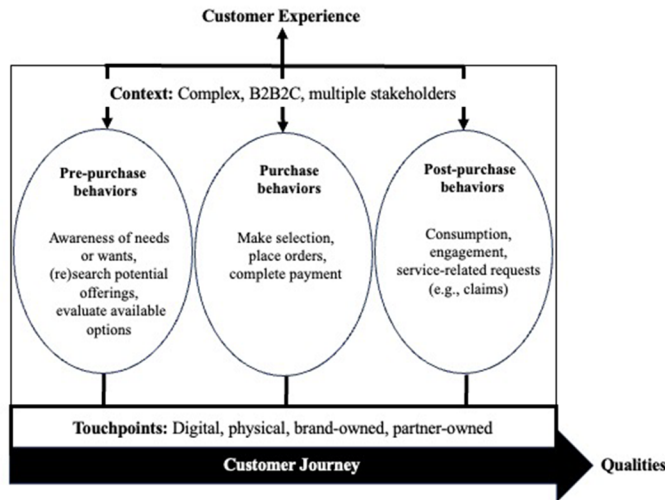 Customer Experience
Context: Complex, B2B2C, multiple stakeholders
Pre-purchase
behaviors
Awareness of needs
or wants,
(re)search potential
offerings,
evaluate available
options
Purchase
behaviors
Make selection,
place orders,
complete payment
Post-purchase
behaviors
Consumption,
engagement,
service-related requests
(e.g., claims)
Touchpoints: Digital, physical, brand-owned, partner-owned
Customer Journey
Qualities